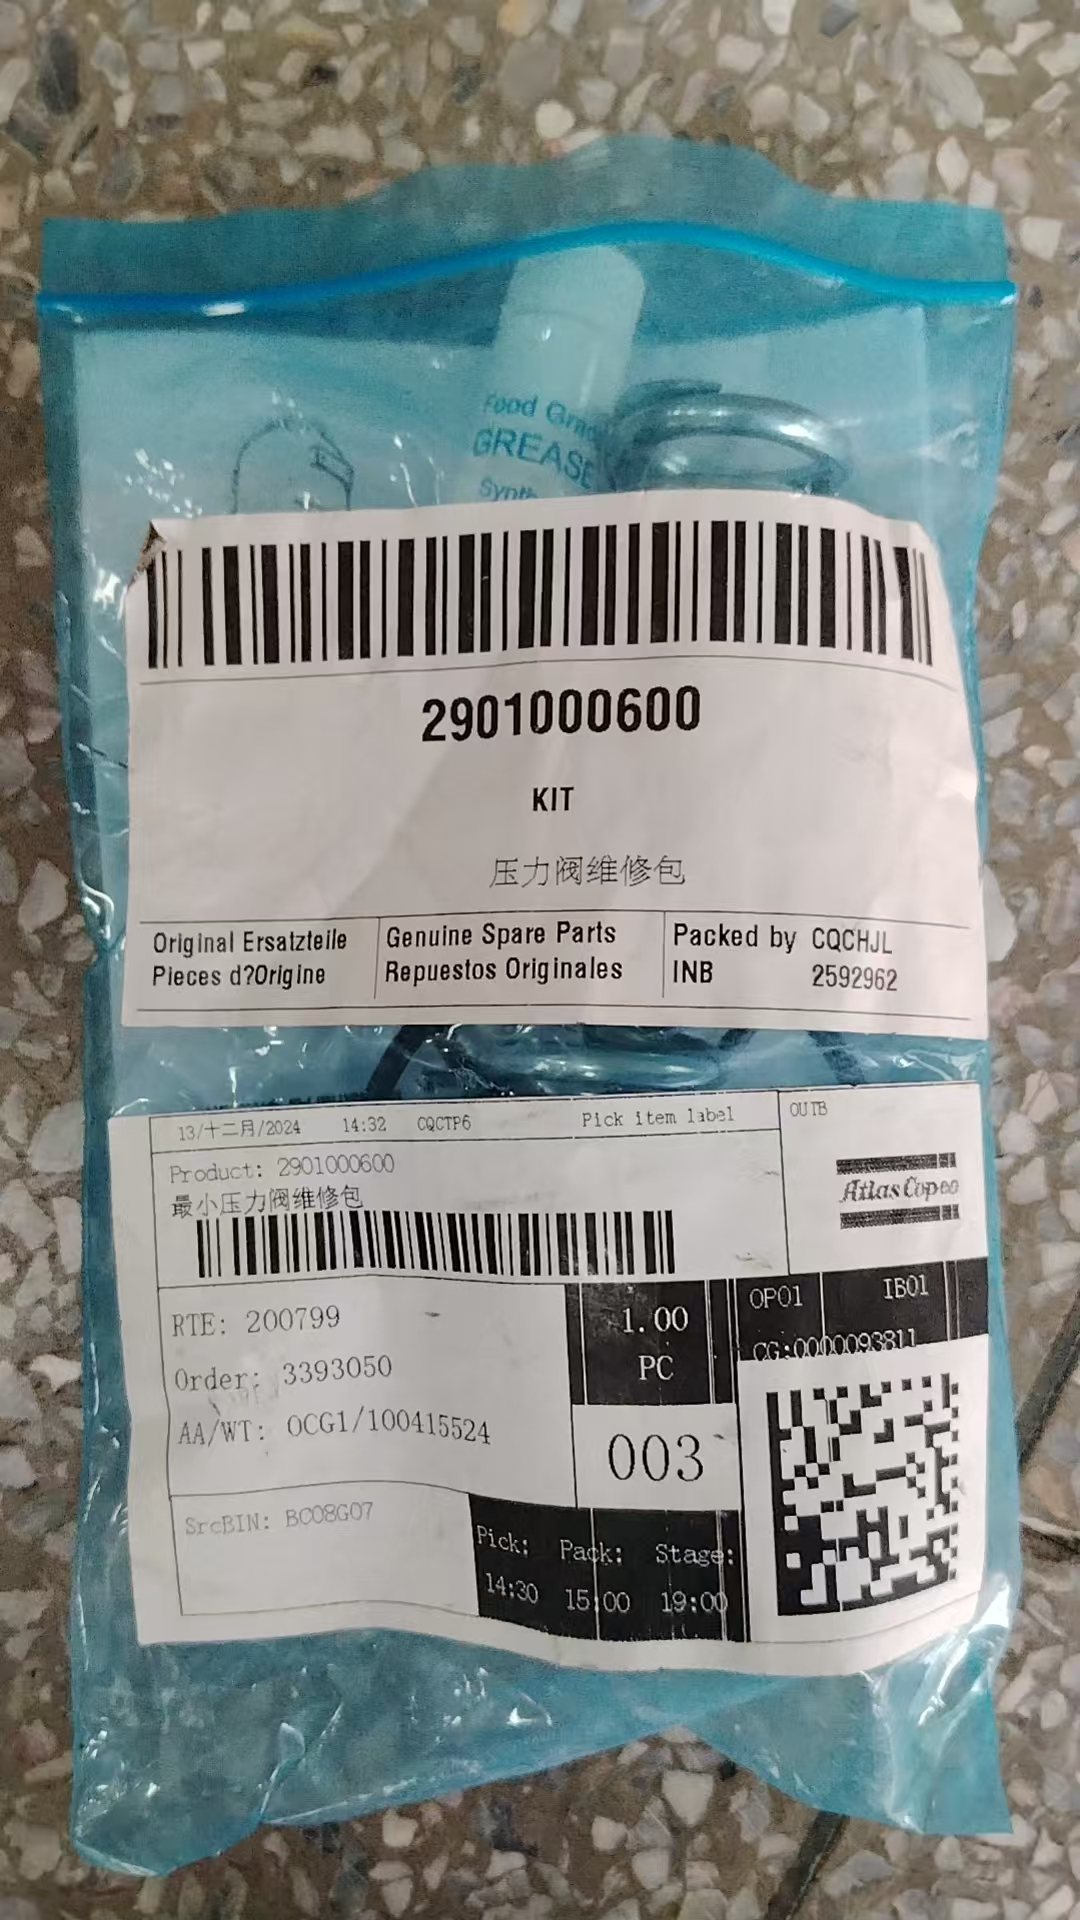 Food
GREASE
2901000600
KIT
压力阀维修包
Original Ersatzteile
Pieces d?Origine
Genuine Spare Parts
Repuestos Originales
Packed by CQCHJL
INB 2592962
13/十二月/2024 14:32 CQCTP6 Pick item label
OUTB
Product: 2901000600
最小压力阀维修包
Atlas Copco
RTE: 200799
Order: 3393050
AA/WT: OCG1/100415524
1.00
PC
OP01 IB01
CG:0000093811
003
SrcBIN: BC08G07
Pick: Pack: Stage:
14:30 15:00 19:00